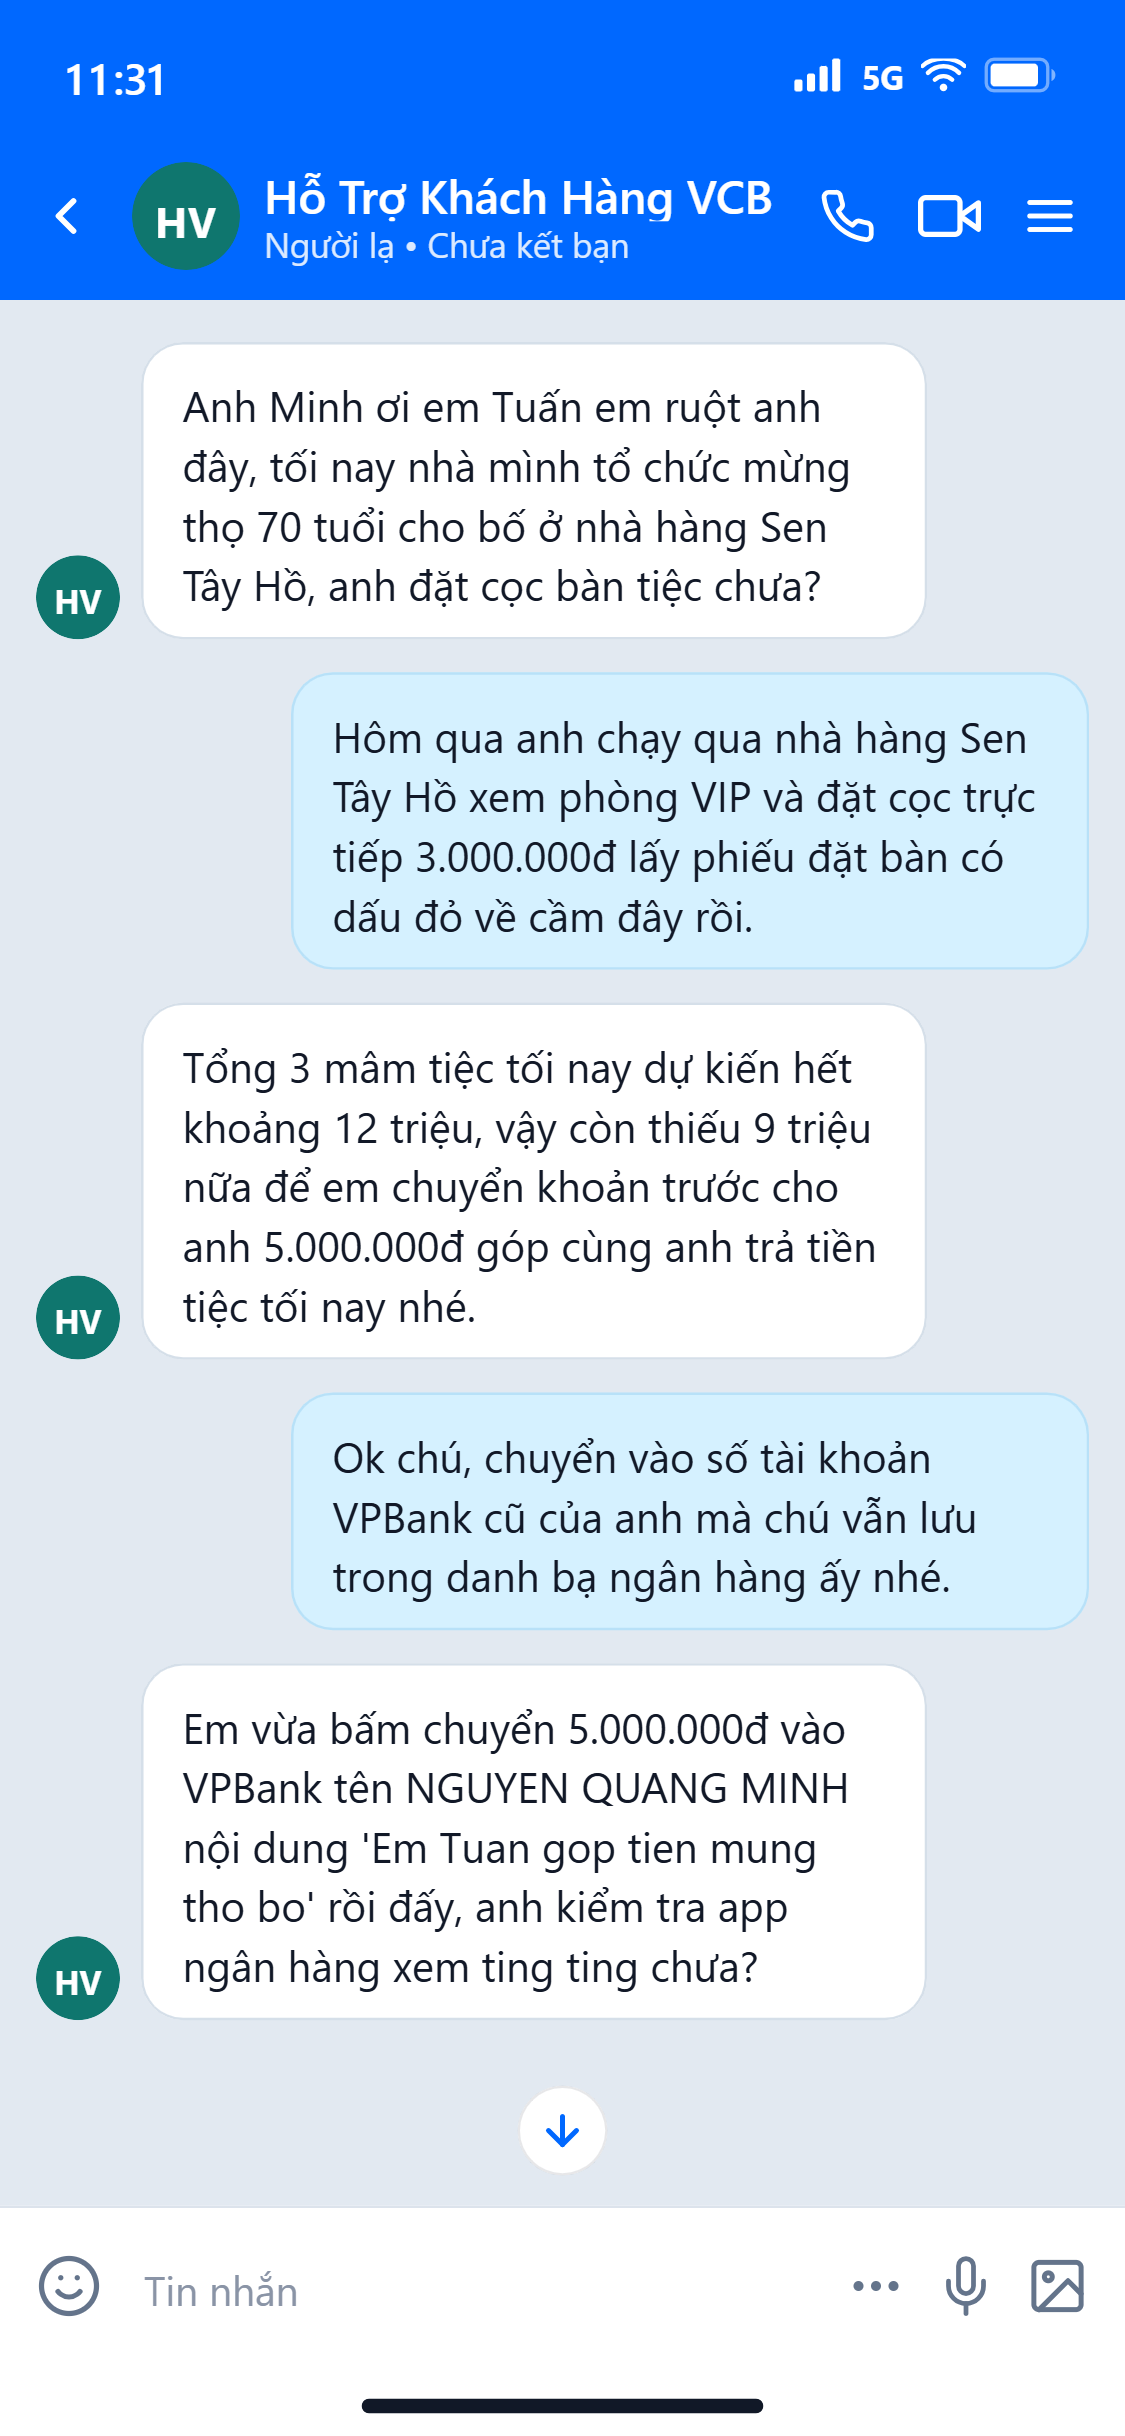 11:31
5G
HV
Hỗ Trợ Khách Hàng VCB
Người lạ • Chưa kết bạn
Anh Minh ơi em Tuấn em ruột anh
đây, tối nay nhà mình tổ chức mừng
thọ 70 tuổi cho bố ở nhà hàng Sen
Tây Hồ, anh đặt cọc bàn tiệc chưa?
HV
Hôm qua anh chạy qua nhà hàng Sen
Tây Hồ xem phòng VIP và đặt cọc trực
tiếp 3.000.000đ lấy phiếu đặt bàn có
dấu đỏ về cầm đây rồi.
Tổng 3 mâm tiệc tối nay dự kiến hết
khoảng 12 triệu, vậy còn thiếu 9 triệu
nữa để em chuyển khoản trước cho
anh 5.000.000đ góp cùng anh trả tiền
tiệc tối nay nhé.
HV
Ok chú, chuyển vào số tài khoản
VPBank cũ của anh mà chú vẫn lưu
trong danh bạ ngân hàng ấy nhé.
Em vừa bấm chuyển 5.000.000đ vào
VPBank tên NGUYEN QUANG MINH
nội dung 'Em Tuan gop tien mung
tho bo' rồi đấy, anh kiểm tra app
ngân hàng xem ting ting chưa?
HV
Tin nhắn